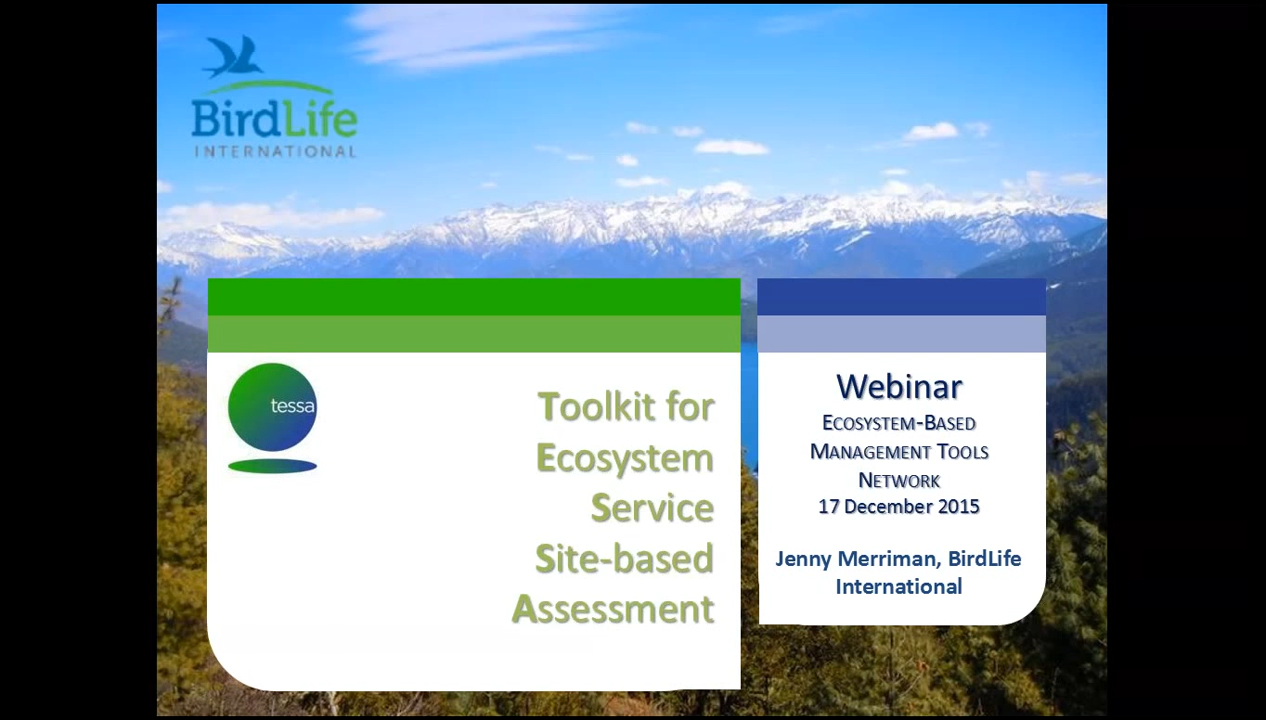 BirdLife
INTERNATIONAL
tessa
Toolkit for
Ecosystem
Service
Site-based
Assessment
Webinar
ECOSYSTEM-BASED
MANAGEMENT TOOLS
NETWORK
17 December 2015
Jenny Merriman, BirdLife
International